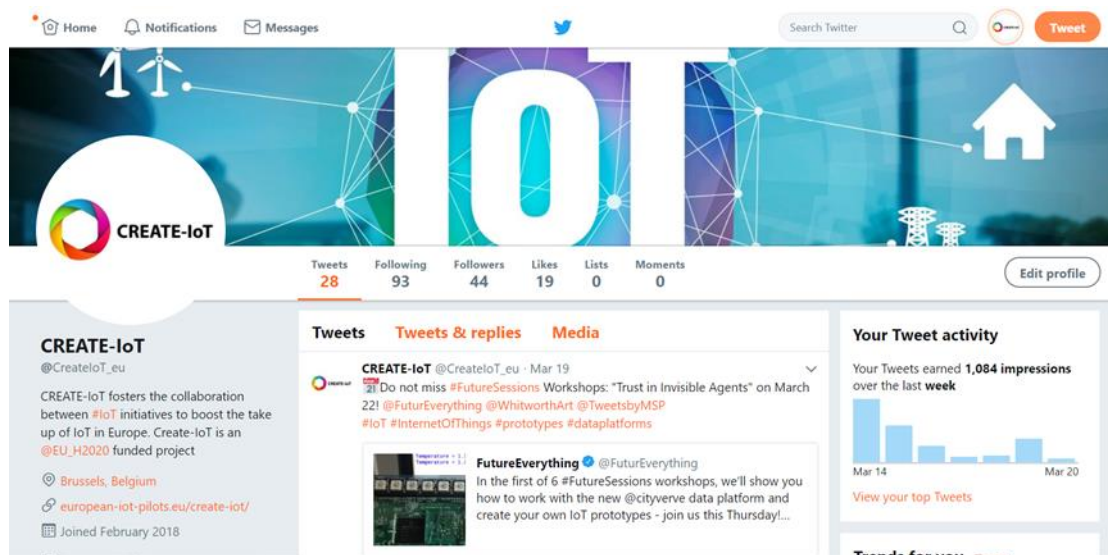 Home
Notifications
Messages
Search Twitter
Tweet
IoT
CREATE-IoT
Tweets
28
Following
93
Followers
44
Likes
19
Lists
0
Moments
0
Edit profile
CREATE-IoT
@CreateIoT_eu
CREATE-IoT fosters the collaboration
between #IoT initiatives to boost the take
up of IoT in Europe. Create-IoT is an
@EU_H2020 funded project
Brussels, Belgium
european-iot-pilots.eu/create-iot/
Joined February 2018
Tweets
Tweets & replies
Media
CREATE-IoT @CreateIoT_eu · Mar 19
21 Do not miss #FutureSessions Workshops: "Trust in Invisible Agents" on March
22! @FuturEverything @WhitworthArt @TweetsbyMSP
#IoT #InternetOfThings #prototypes #dataplatforms
FutureEverything @FuturEverything
In the first of 6 #FutureSessions workshops, we'll show you
how to work with the new @cityverve data platform and
create your own IoT prototypes - join us this Thursday!...
Your Tweet activity
Your Tweets earned 1,084 impressions
over the last week
Mar 14
Mar 20
View your top Tweets
Trends for you